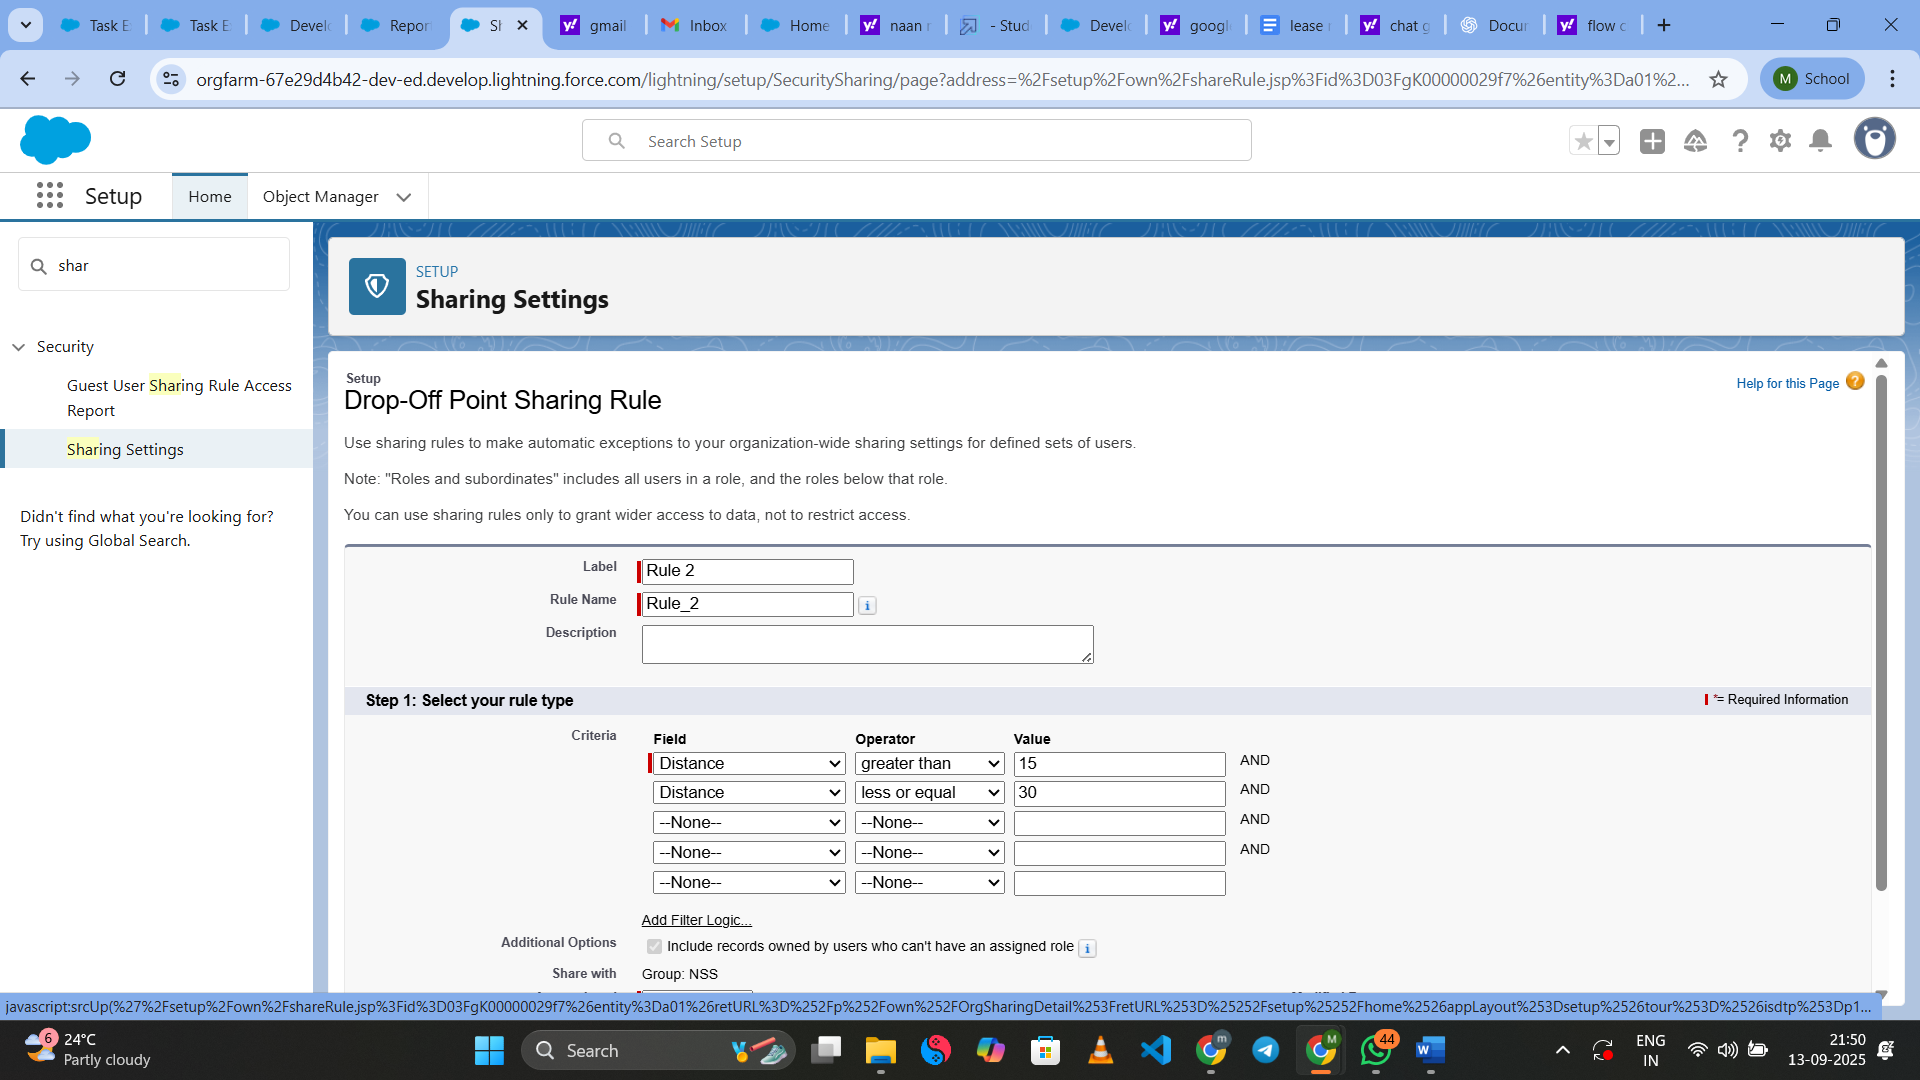 Task E
Task E
Develo
Report
Sh
gmail
Inbox
Home
naan r
- Stud
Develo
google
lease r
chat g
Docur
flow c
orgfarm-67e29d4b42-dev-ed.develop.lightning.force.com/lightning/setup/SecuritySharing/page?address=%2Fsetup%2Fown%2FshareRule.jsp%3Fid%3D03FgK00000029f7%26entity%3Da01%2...
M School
Search Setup
Setup
Home
Object Manager
shar
Security
Guest User Sharing Rule Access
Report
Sharing Settings
Didn't find what you're looking for?
Try using Global Search.
SETUP
Sharing Settings
Setup
Drop-Off Point Sharing Rule
Help for this Page
Use sharing rules to make automatic exceptions to your organization-wide sharing settings for defined sets of users.
Note: "Roles and subordinates" includes all users in a role, and the roles below that role.
You can use sharing rules only to grant wider access to data, not to restrict access.
Label Rule 2
Rule Name Rule_2
Description
Step 1: Select your rule type
*= Required Information
Criteria Field Operator Value
Distance greater than 15 AND
Distance less or equal 30 AND
--None-- --None-- AND
--None-- --None-- AND
--None-- --None--
Add Filter Logic...
Additional Options Include records owned by users who can't have an assigned role
Share with Group: NSS
javascript:srcUp(%27%2Fsetup%2Fown%2FshareRule.jsp%3Fid%3D03FgK00000029f7%26entity%3Da01%26retURL%3D%252Fp%252Fown%252FOrgSharingDetail%253FretURL%253D%25252Fsetup%25252Fhome%2526appLayout%253Dsetup%2526tour%253D%2526isdtp%253Dp1...
6
24°C
Partly cloudy
Search
m
M
44
ENG
IN
21:50
13-09-2025